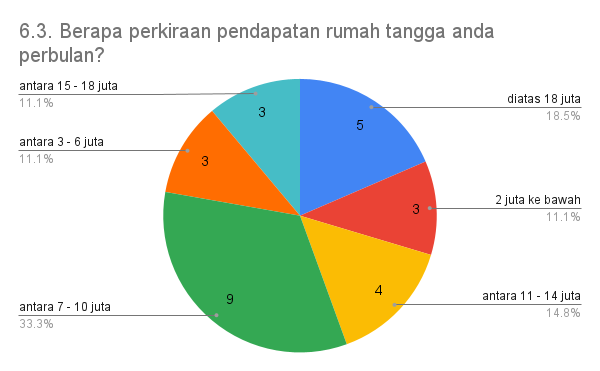 6.3. Berapa perkiraan pendapatan rumah tangga anda
perbulan?
antara 15 - 18 juta
11.1%
antara 3 - 6 juta
11.1%
antara 7 - 10 juta
33.3%
diatas 18 juta
18.5%
2 juta ke bawah
11.1%
antara 11 - 14 juta
14.8%
3
5
3
3
4
9